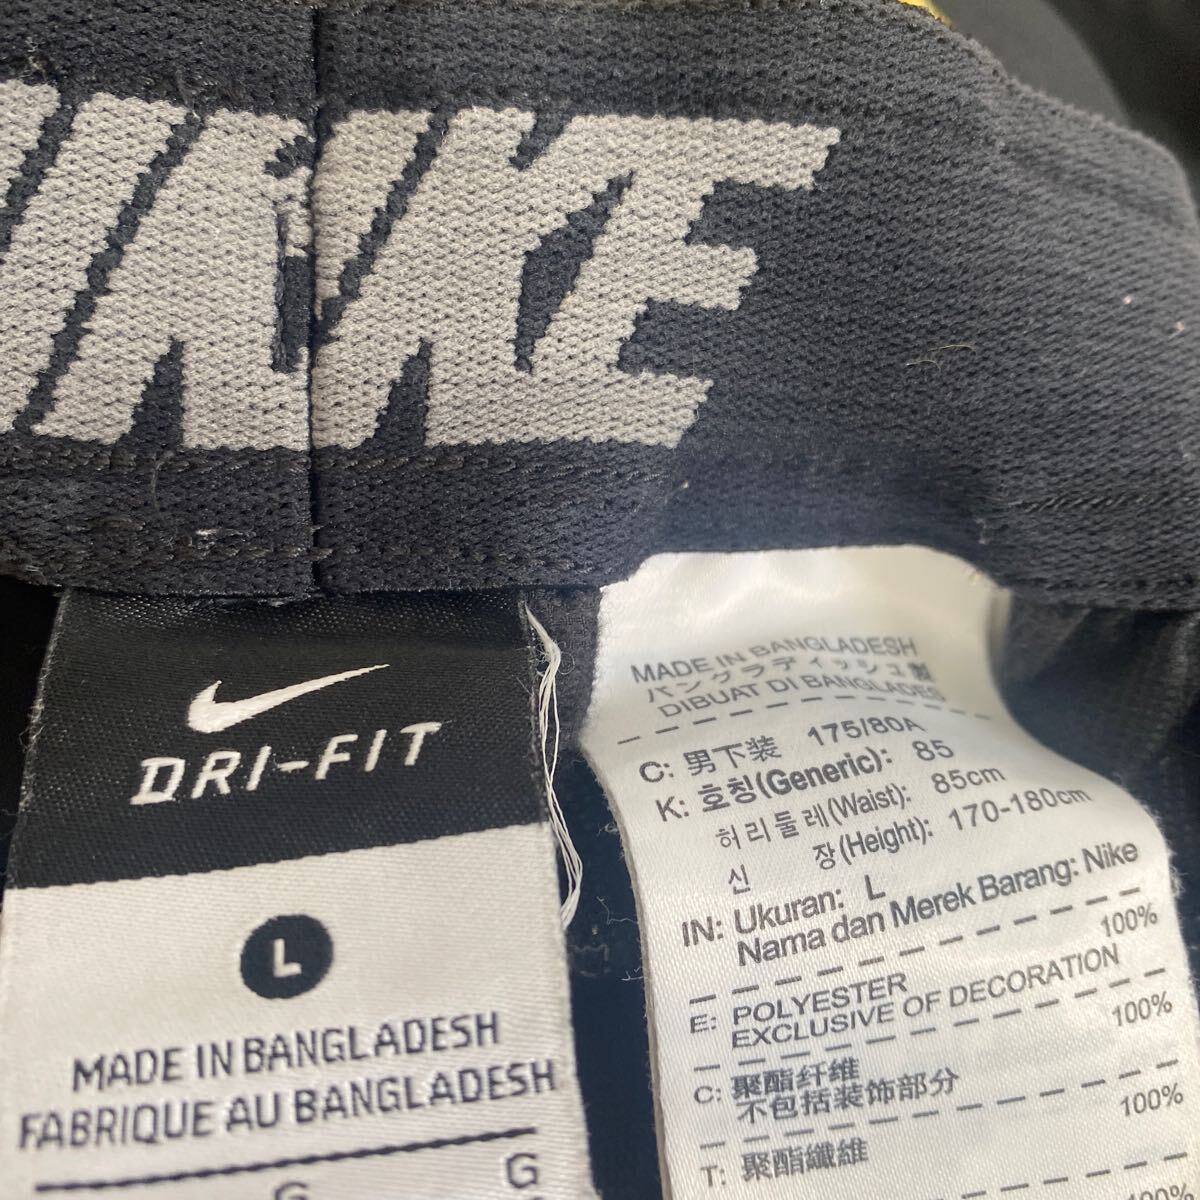 NIKE
DRI-FIT
L
MADE IN BANGLADESH
FABRIQUE AU BANGLADESH
G
G
MADE IN BANGLADESH
バングラディッシュ製
DIBUAT DI BANGLADES
C: 男下装 175/80A
K: 호칭(Generic): 85
허리둘레(Waist): 85cm
신 장(Height): 170-180cm
IN: Ukuran: L
Nama dan Merek Barang: Nike
100%
E: POLYESTER
EXCLUSIVE OF DECORATION
100%
C: 聚酯纤维
不包括装饰部分
100%
T: 聚酯纖維
100%